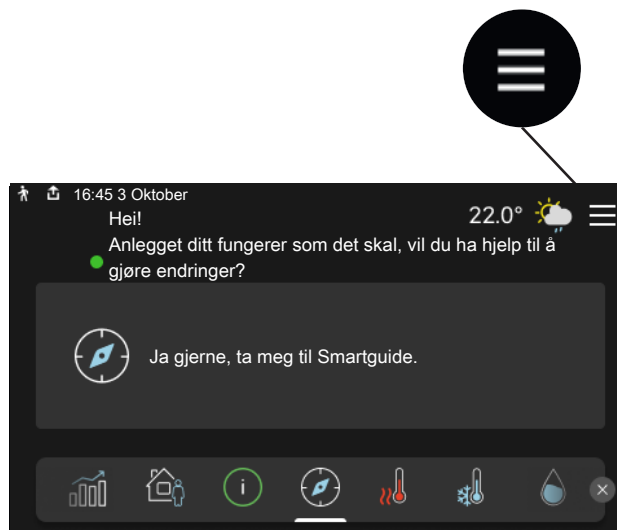 16:45 3 Oktober
22.0°
Hei!
Anlegget ditt fungerer som det skal, vil du ha hjelp til å
gjøre endringer?
Ja gjerne, ta meg til Smartguide.
i